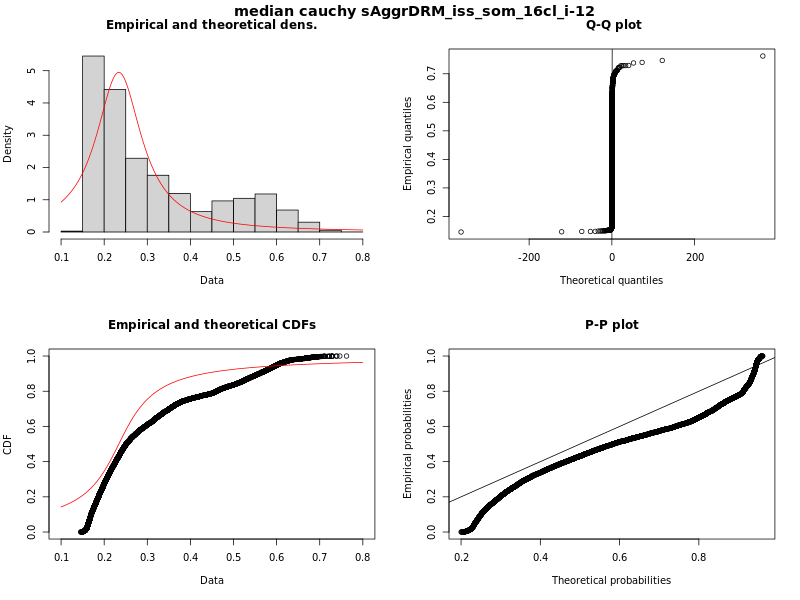 median cauchy sAggrDRM_iss_som_16cl_i-12
Empirical and theoretical dens.
Density
0 1 2 3 4 5
0.1 0.2 0.3 0.4 0.5 0.6 0.7 0.8
Data
Q-Q plot
Empirical quantiles
0.2 0.3 0.4 0.5 0.6 0.7
-200 0 200
Theoretical quantiles
Empirical and theoretical CDFs
CDF
0.0 0.2 0.4 0.6 0.8 1.0
0.1 0.2 0.3 0.4 0.5 0.6 0.7 0.8
Data
P-P plot
Empirical probabilities
0.0 0.2 0.4 0.6 0.8 1.0
0.2 0.4 0.6 0.8
Theoretical probabilities